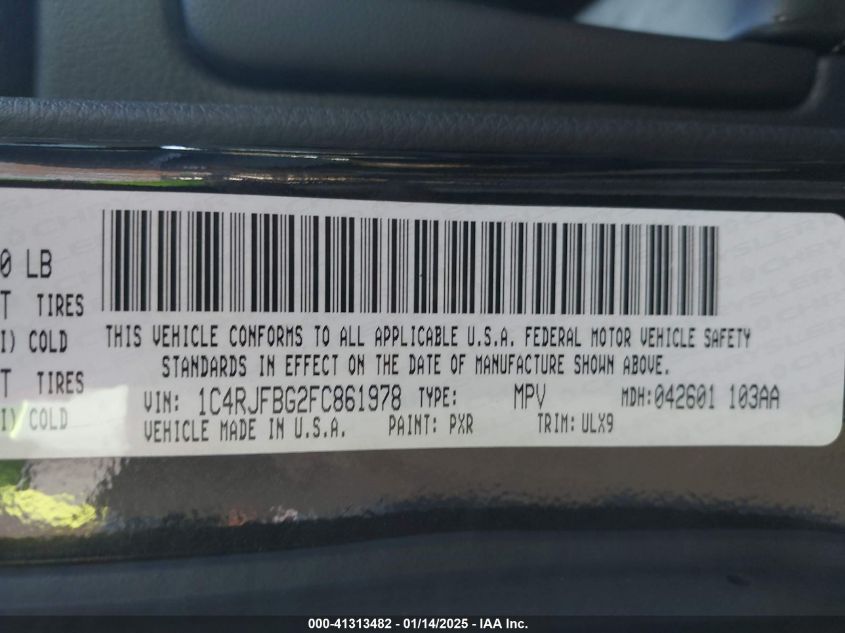 0 LB
T TIRES
I) COLD
T TIRES
I) COLD
THIS VEHICLE CONFORMS TO ALL APPLICABLE U.S.A. FEDERAL MOTOR VEHICLE SAFETY
STANDARDS IN EFFECT ON THE DATE OF MANUFACTURE SHOWN ABOVE.
VIN: 1C4RJFBG2FC861978 TYPE: MPV MDH:042601 103AA
VEHICLE MADE IN U.S.A. PAINT: PXR TRIM: ULX9
000-41313482 - 01/14/2025 - IAA Inc.